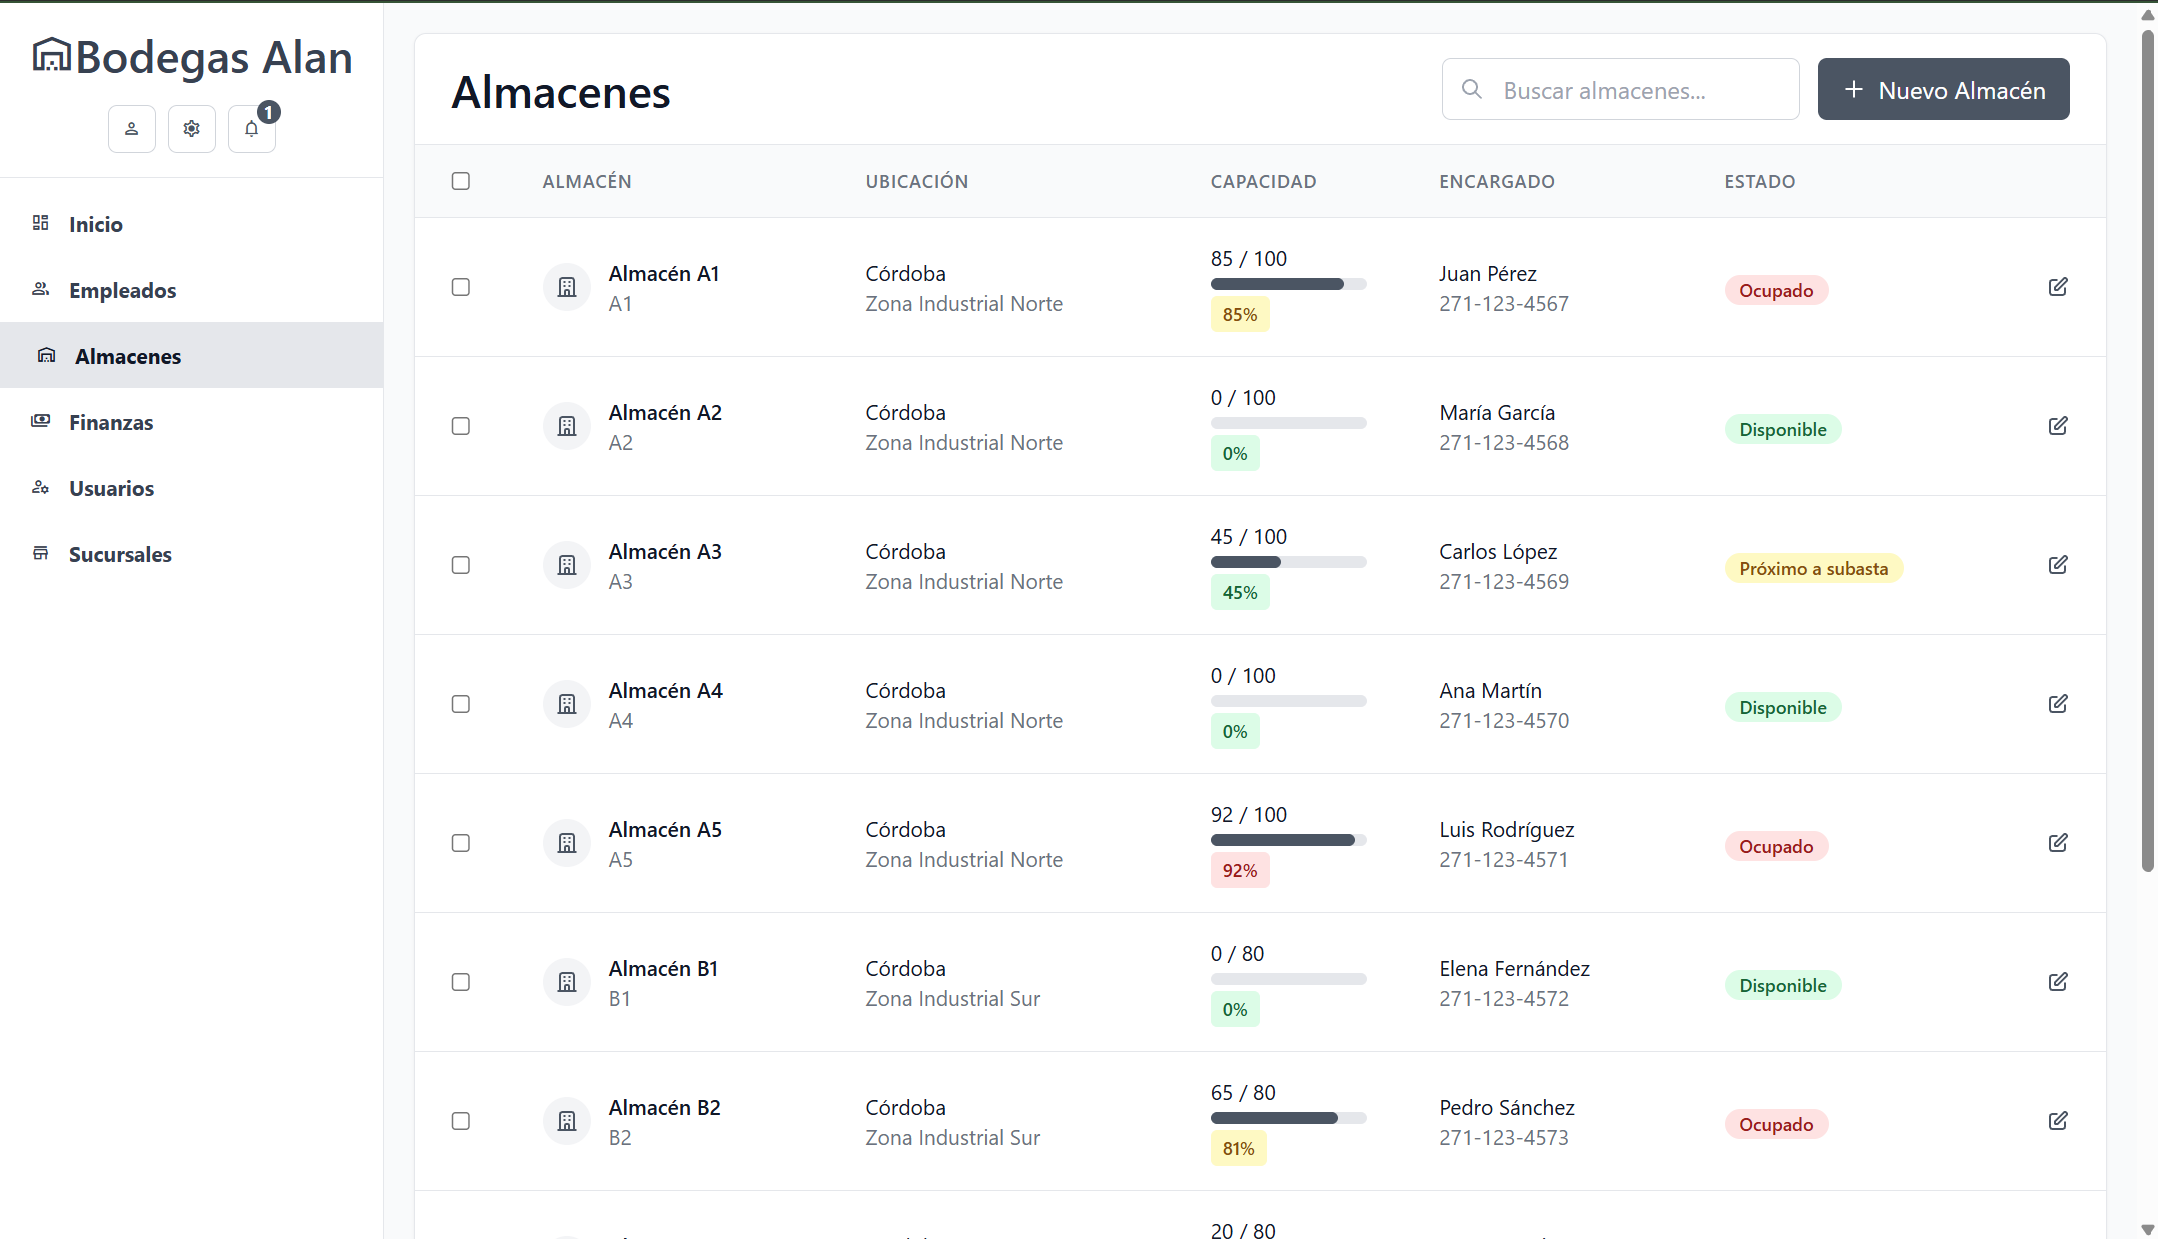 Bodegas Alan
1
Inicio
Empleados
Almacenes
Finanzas
Usuarios
Sucursales
Almacenes
Buscar almacenes...
+ Nuevo Almacén
ALMACÉN UBICACIÓN CAPACIDAD ENCARGADO ESTADO
Almacén A1
A1
Córdoba
Zona Industrial Norte
85 / 100
85%
Juan Pérez
271-123-4567
Ocupado
Almacén A2
A2
Córdoba
Zona Industrial Norte
0 / 100
0%
María García
271-123-4568
Disponible
Almacén A3
A3
Córdoba
Zona Industrial Norte
45 / 100
45%
Carlos López
271-123-4569
Próximo a subasta
Almacén A4
A4
Córdoba
Zona Industrial Norte
0 / 100
0%
Ana Martín
271-123-4570
Disponible
Almacén A5
A5
Córdoba
Zona Industrial Norte
92 / 100
92%
Luis Rodríguez
271-123-4571
Ocupado
Almacén B1
B1
Córdoba
Zona Industrial Sur
0 / 80
0%
Elena Fernández
271-123-4572
Disponible
Almacén B2
B2
Córdoba
Zona Industrial Sur
65 / 80
81%
Pedro Sánchez
271-123-4573
Ocupado
20 / 80